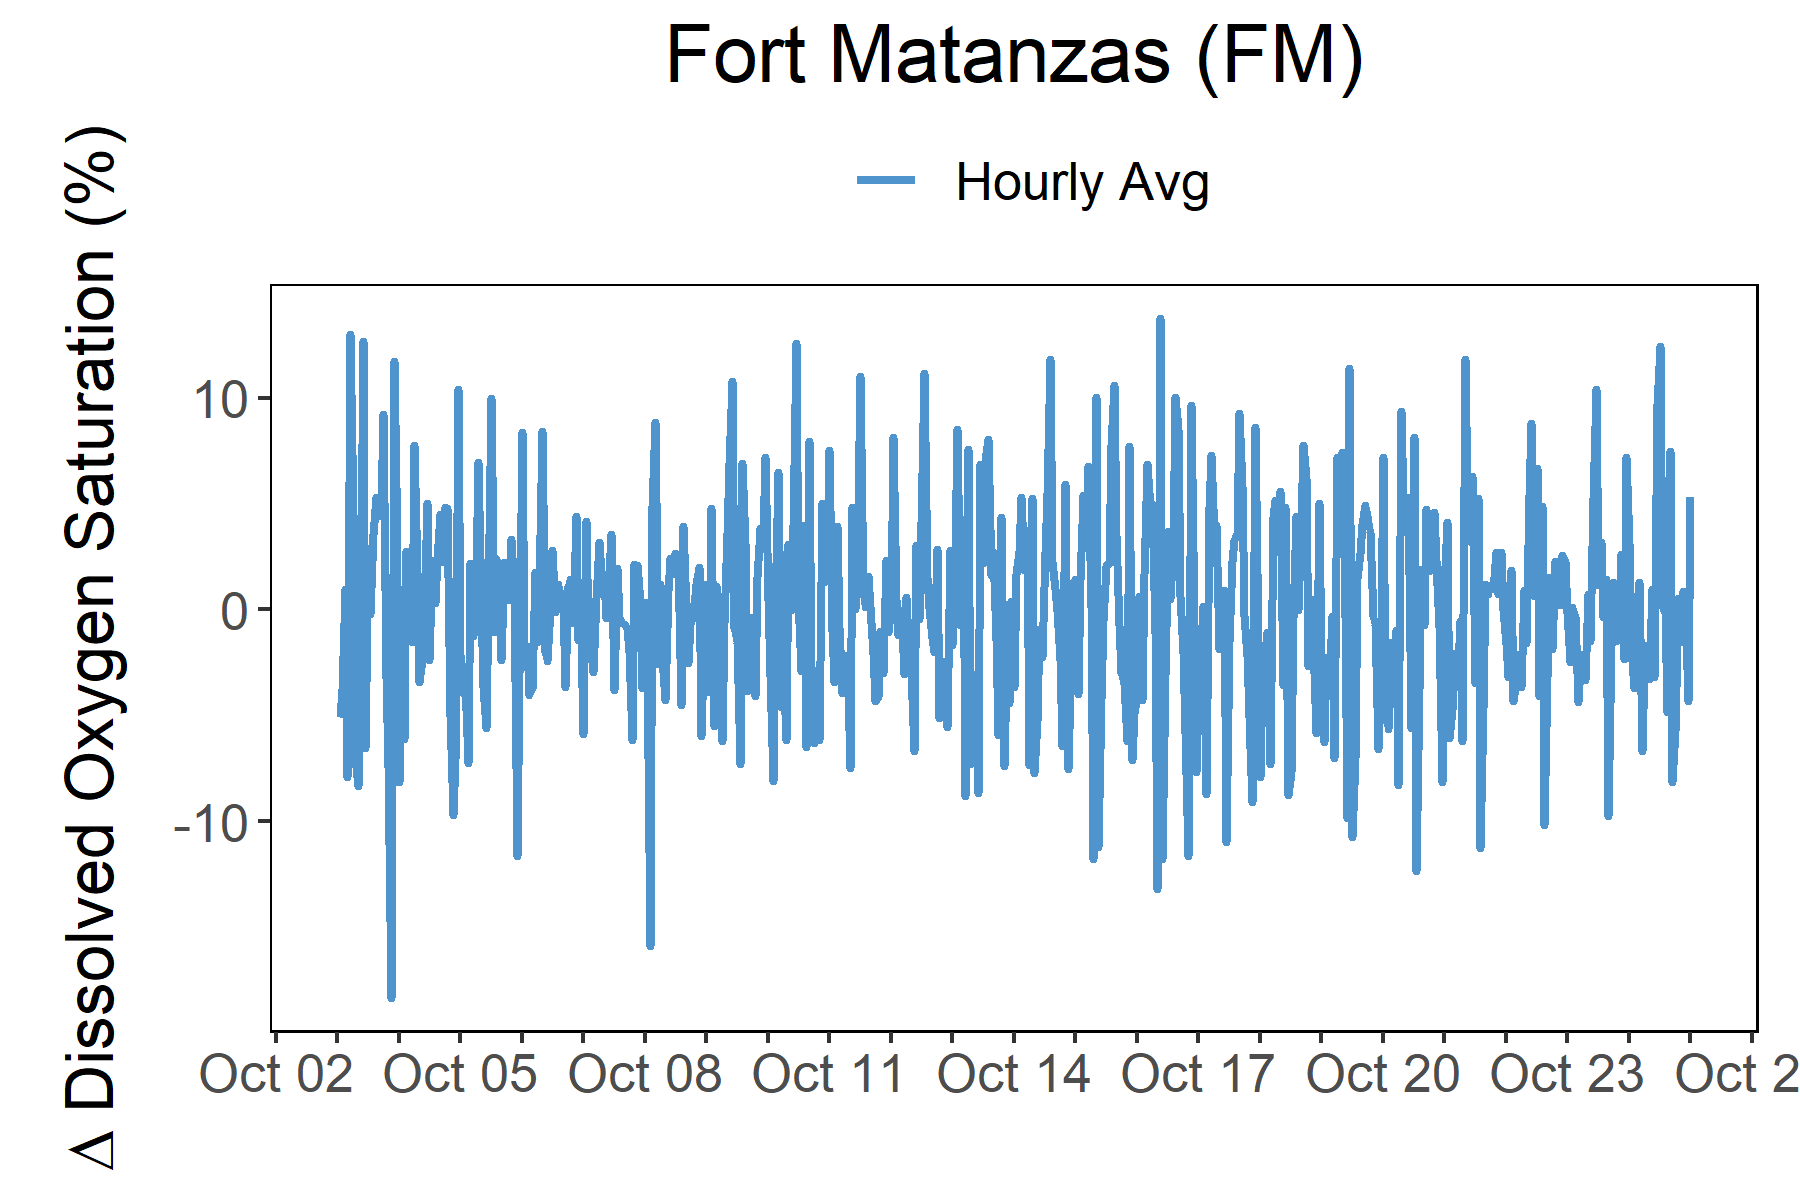 Fort Matanzas (FM)
Hourly Avg
Δ Dissolved Oxygen Saturation (%)
10
0
-10
Oct 02 Oct 05 Oct 08 Oct 11 Oct 14 Oct 17 Oct 20 Oct 23 Oct 2